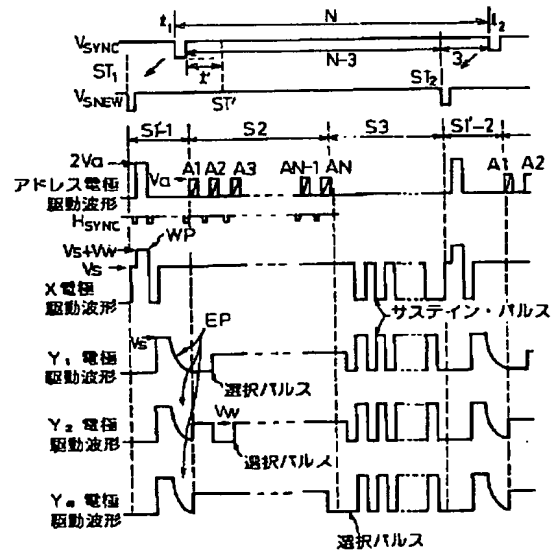 t₁ N t₂
VSYNC
N-3 3
ST₁ t' ST₂
VSNEW ST'
S1-1 S2 S3 S1-2
2Va
Va A1 A2 A3 AN-1 AN A1 A2
アドレス電極
駆動波形
HSYNC
WP
Vs+Vw
Vs
X電極
駆動波形
サステイン・パルス
EP
Vs
Y₁ 電極
駆動波形
選択パルス
Vw
Y₂ 電極
駆動波形
選択パルス
電極
駆動波形
選択パルス